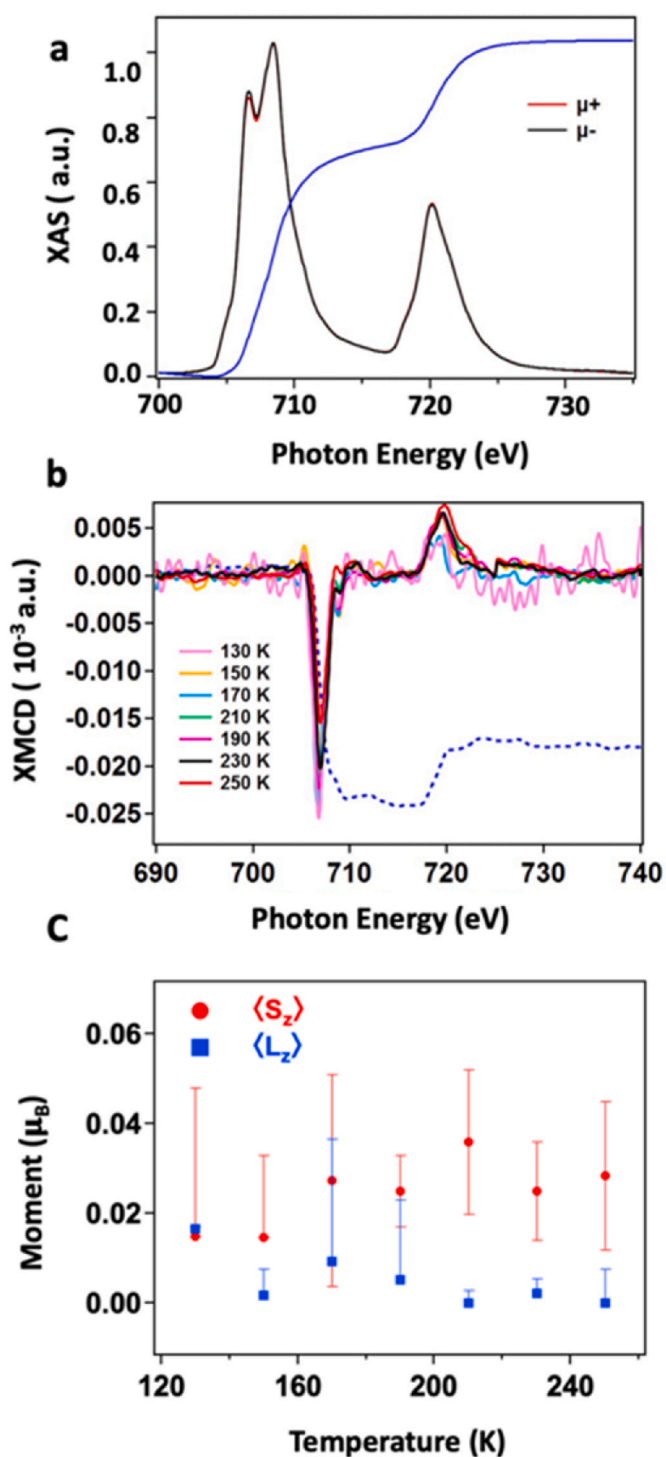 a
1.0
0.8
0.6
0.4
0.2
0.0
XAS ( a.u.)
μ+
μ-
700 710 720 730
Photon Energy (eV)
b
0.005
0.000
-0.005
-0.010
-0.015
-0.020
-0.025
XMCD ( 10⁻³ a.u.)
130 K
150 K
170 K
210 K
190 K
230 K
250 K
690 700 710 720 730 740
Photon Energy (eV)
C
⟨S_z⟩
⟨L_z⟩
0.06
0.04
0.02
0.00
Moment (μ_B)
120 160 200 240
Temperature (K)